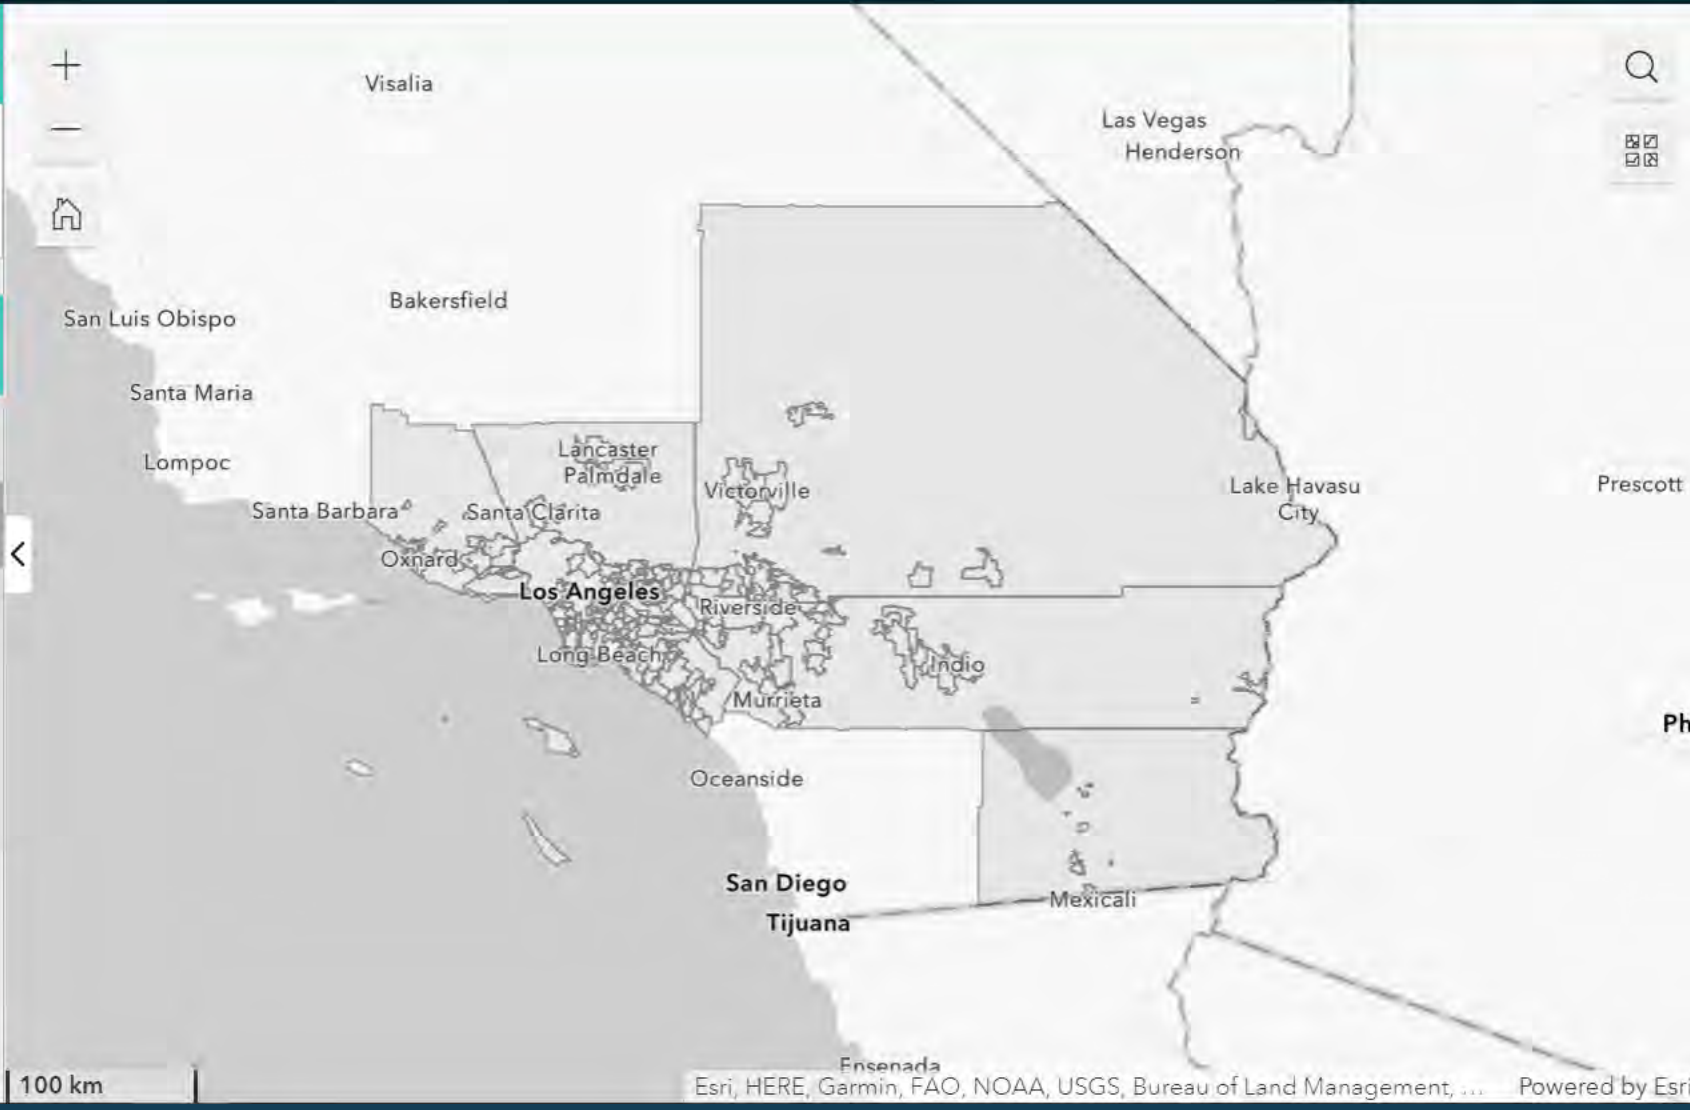 Visalia
Las Vegas
Henderson
Bakersfield
San Luis Obispo
Santa Maria
Lancaster
Palmdale
Lompoc
Victorville
Lake Havasu
City
Prescott
Santa Barbara
Santa Clarita
Oxnard
Los Angeles
Riverside
Long Beach
Indio
Murrieta
Ph
Oceanside
San Diego
Mexicali
Tijuana
Ensenada
100 km
Esri, HERE, Garmin, FAO, NOAA, USGS, Bureau of Land Management, ...
Powered by Esri